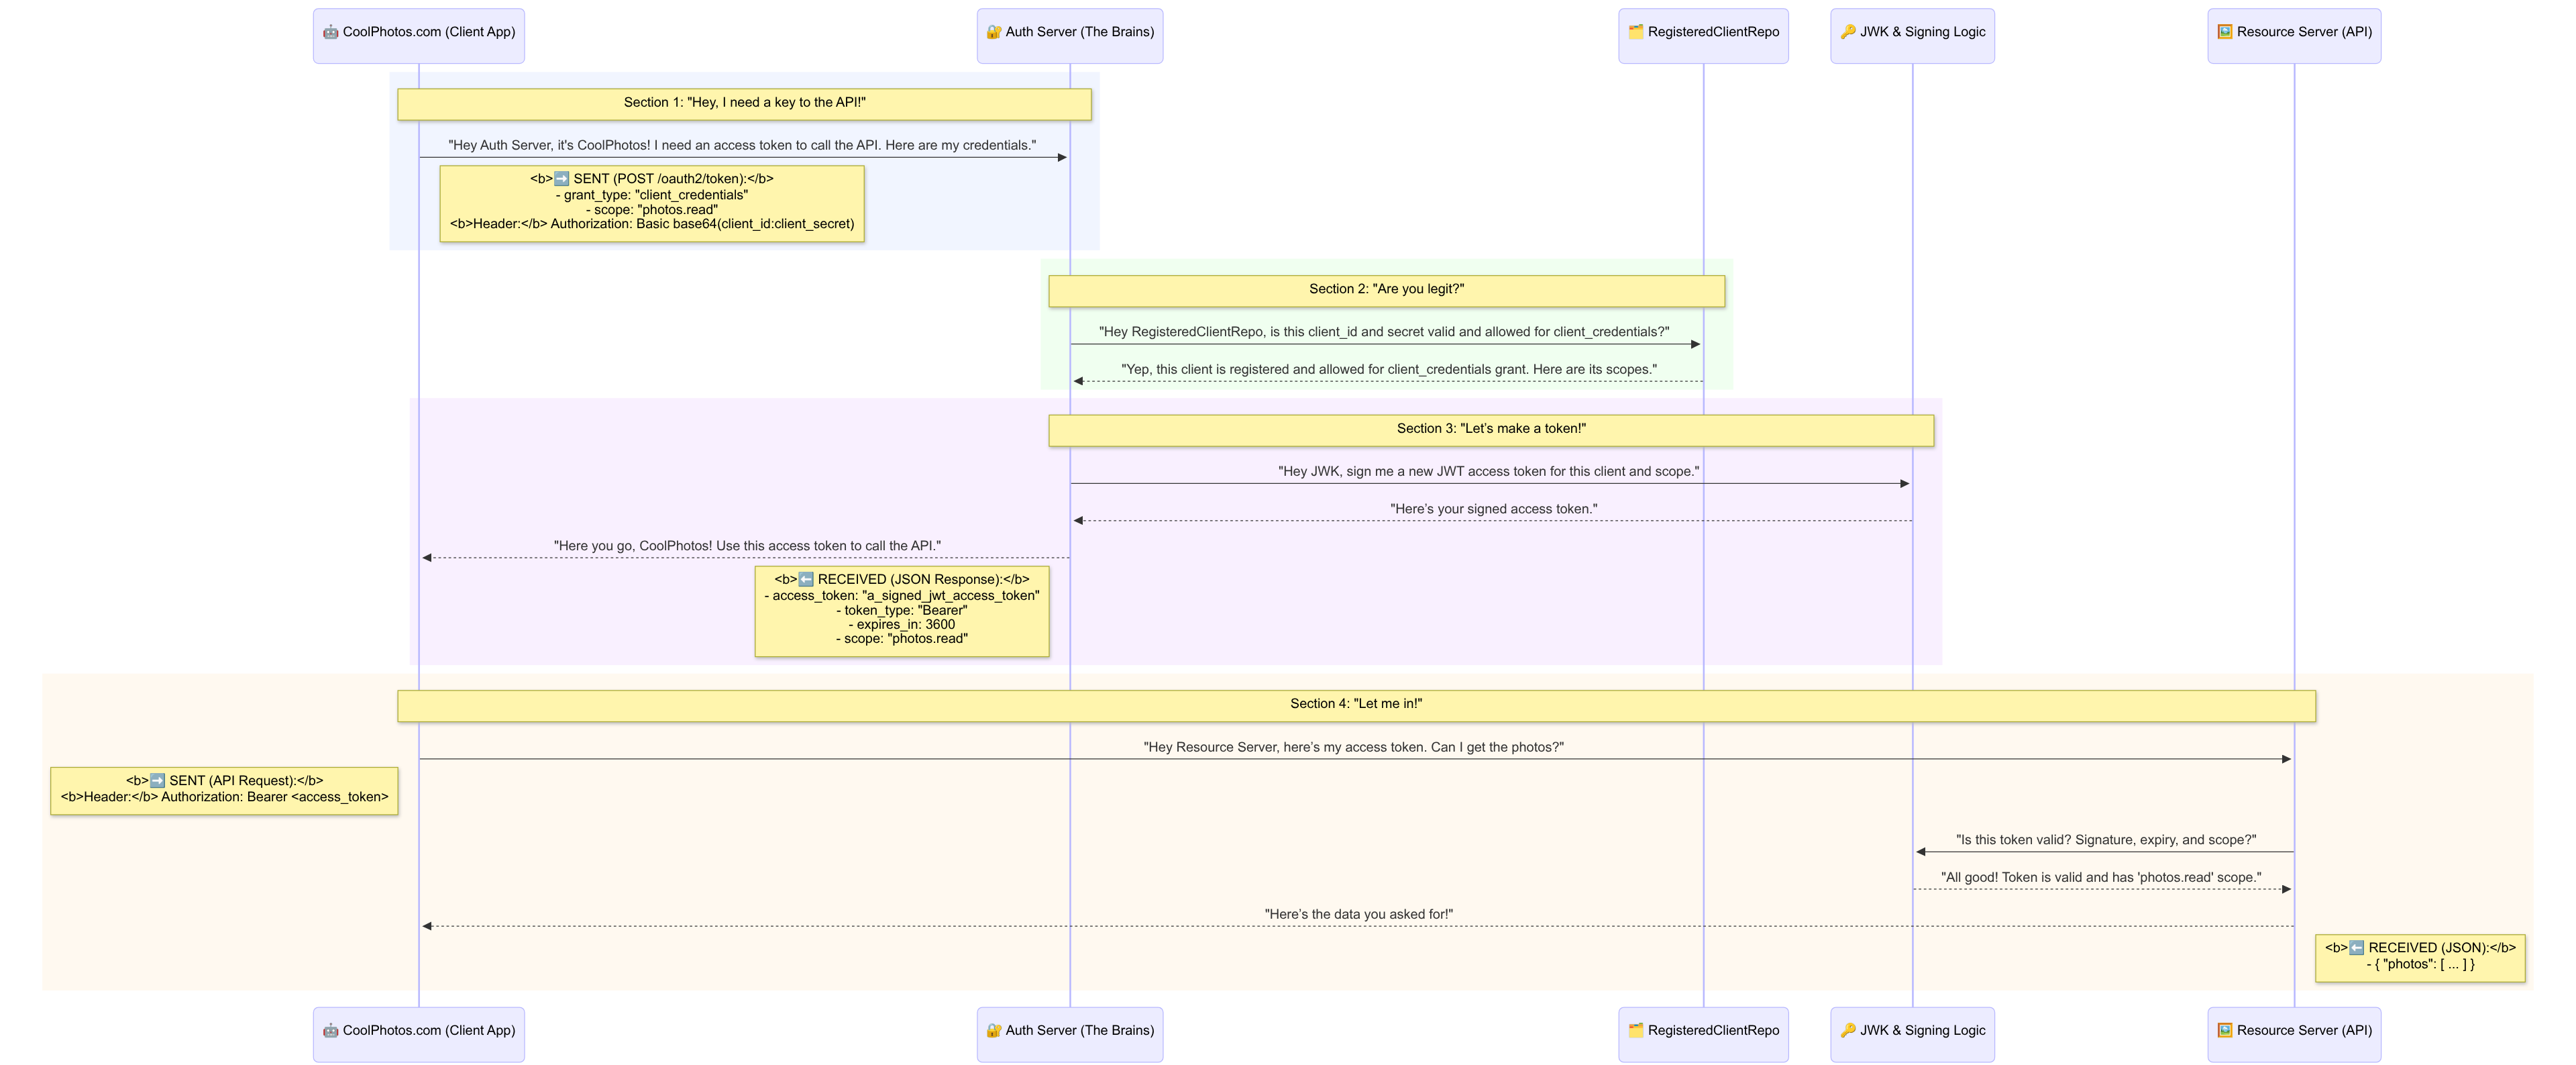 🤖 CoolPhotos.com (Client App)
🔐 Auth Server (The Brains)
🗂️ RegisteredClientRepo
🔑 JWK & Signing Logic
🖼️ Resource Server (API)
Section 1: "Hey, I need a key to the API!"
"Hey Auth Server, it's CoolPhotos! I need an access token to call the API. Here are my credentials."
<b>➡️ SENT (POST /oauth2/token):</b>
- grant_type: "client_credentials"
- scope: "photos.read"
<b>Header:</b> Authorization: Basic base64(client_id:client_secret)
Section 2: "Are you legit?"
"Hey RegisteredClientRepo, is this client_id and secret valid and allowed for client_credentials?"
"Yep, this client is registered and allowed for client_credentials grant. Here are its scopes."
Section 3: "Let’s make a token!"
"Hey JWK, sign me a new JWT access token for this client and scope."
"Here’s your signed access token."
"Here you go, CoolPhotos! Use this access token to call the API."
<b>⬅️ RECEIVED (JSON Response):</b>
- access_token: "a_signed_jwt_access_token"
- token_type: "Bearer"
- expires_in: 3600
- scope: "photos.read"
Section 4: "Let me in!"
"Hey Resource Server, here’s my access token. Can I get the photos?"
<b>➡️ SENT (API Request):</b>
<b>Header:</b> Authorization: Bearer <access_token>
"Is this token valid? Signature, expiry, and scope?"
"All good! Token is valid and has 'photos.read' scope."
"Here’s the data you asked for!"
<b>⬅️ RECEIVED (JSON):</b>
- { "photos": [ ... ] }
🤖 CoolPhotos.com (Client App)
🔐 Auth Server (The Brains)
🗂️ RegisteredClientRepo
🔑 JWK & Signing Logic
🖼️ Resource Server (API)